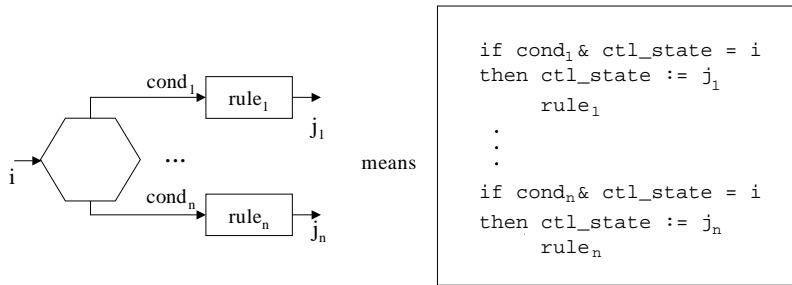 cond₁
rule₁
j₁
i
...
condₙ
ruleₙ
jₙ
means
if cond₁& ctl_state = i
then ctl_state := j₁
rule₁
.
.
.
if condₙ& ctl_state = i
then ctl_state := jₙ
ruleₙ